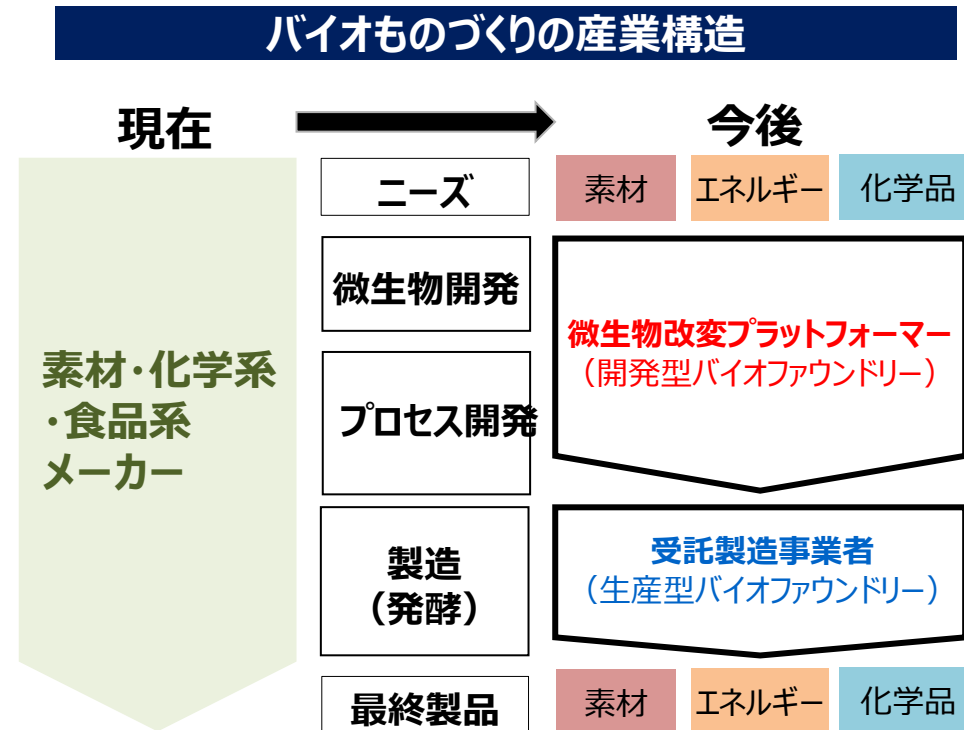 バイオものづくりの産業構造
現在
今後
ニーズ
素材
エネルギー
化学品
微生物開発
微生物改変プラットフォーマー
（開発型バイオファウンドリー）
素材・化学系
・食品系
メーカー
プロセス開発
製造
（発酵）
受託製造事業者
（生産型バイオファウンドリー）
最終製品
素材
エネルギー
化学品